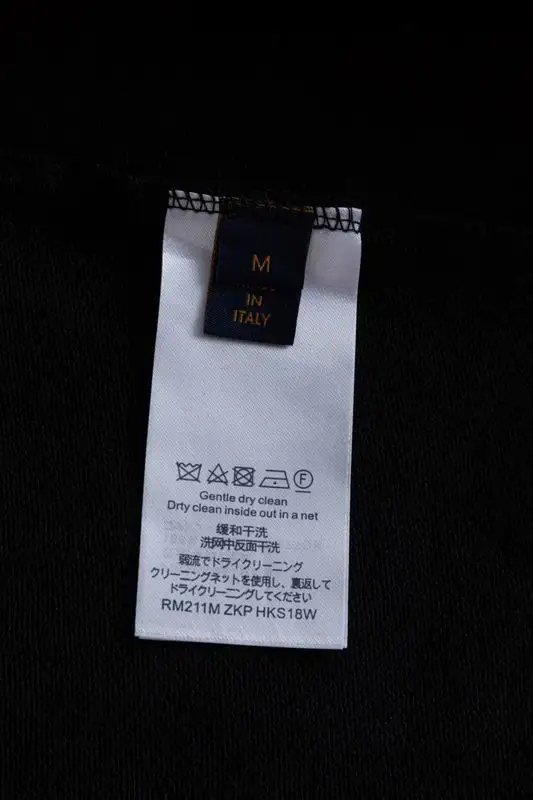 M
IN
ITALY
F
Gentle dry clean
Drty clean inside out in a net
缓和干洗
洗网中反面干洗
弱流でドライクリーニング
クリーニングネットを使用し、裏返して
ドライクリーニングしてください
RM211M ZKP HKS18W